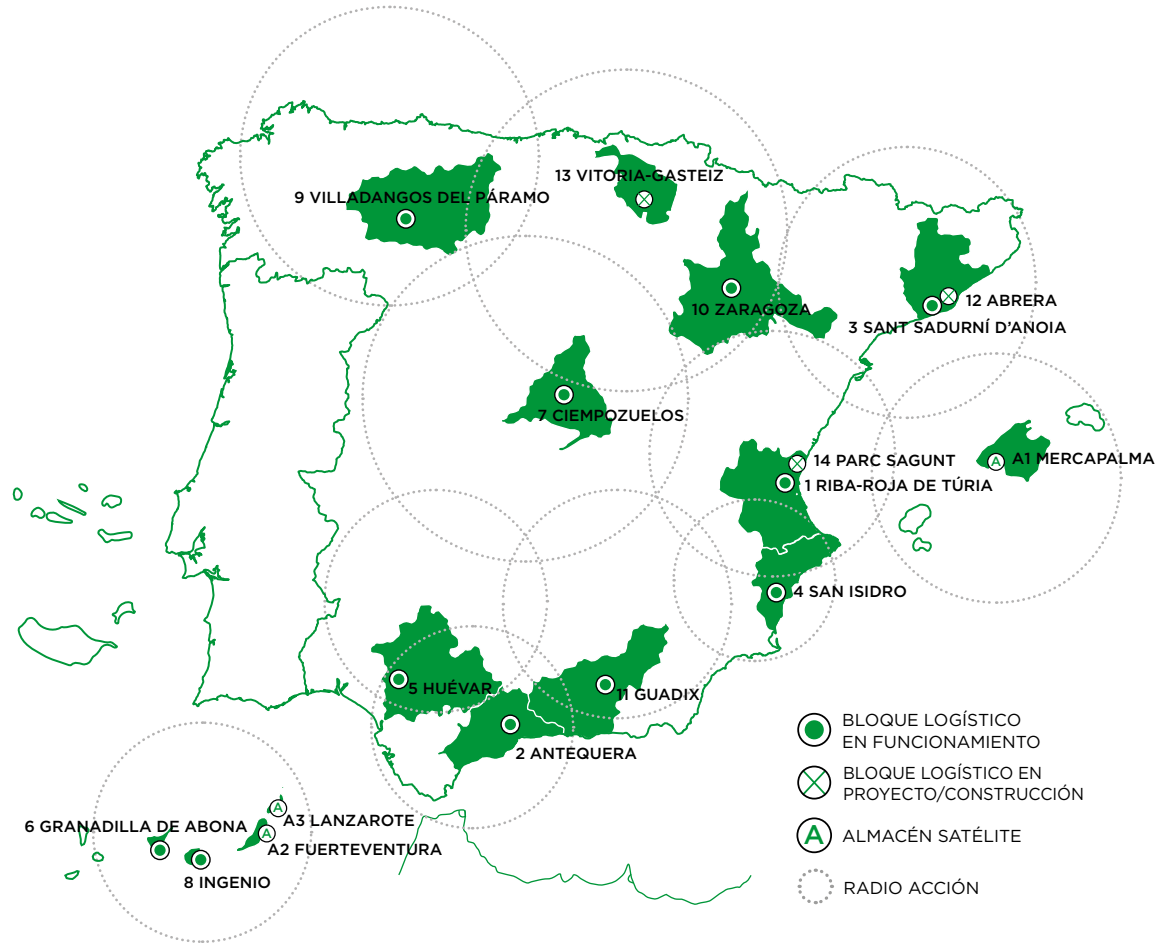 13 VITORIA-GASTEIZ
9 VILLADANGOS DEL PÁRAMO
10 ZARAGOZA
12 ABRERA
3 SANT SADURNÍ D'ANOIA
7 CIEMPOZUELOS
14 PARC SAGUNT
A1 MERCAPALMA
1 RIBA-ROJA DE TÚRIA
4 SAN ISIDRO
5 HUÉVAR
11 GUADIX
2 ANTEQUERA
A
A
A
A3 LANZAROTE
6 GRANADILLA DE ABONA
A2 FUERTEVENTURA
8 INGENIO
BLOQUE LOGÍSTICO
EN FUNCIONAMIENTO
BLOQUE LOGÍSTICO EN
PROYECTO/CONSTRUCCIÓN
A ALMACÉN SATÉLITE
RADIO ACCIÓN